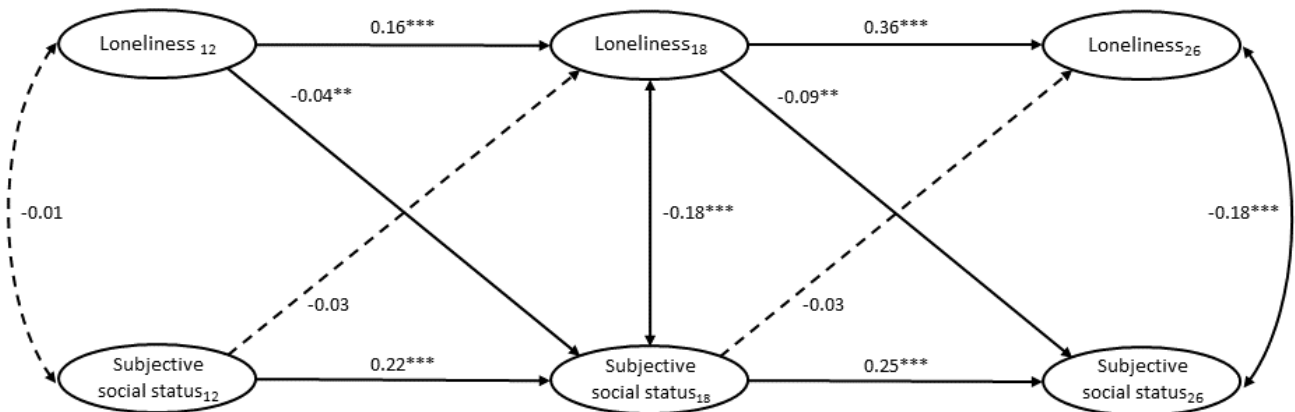 0.16***
0.36***
Loneliness ₁₂
Loneliness₁₈
Loneliness₂₆
-0.04**
-0.09**
-0.01
-0.18***
-0.18***
-0.03
-0.03
Subjective
social status₁₂
0.22***
Subjective
social status₁₈
0.25***
Subjective
social status₂₆